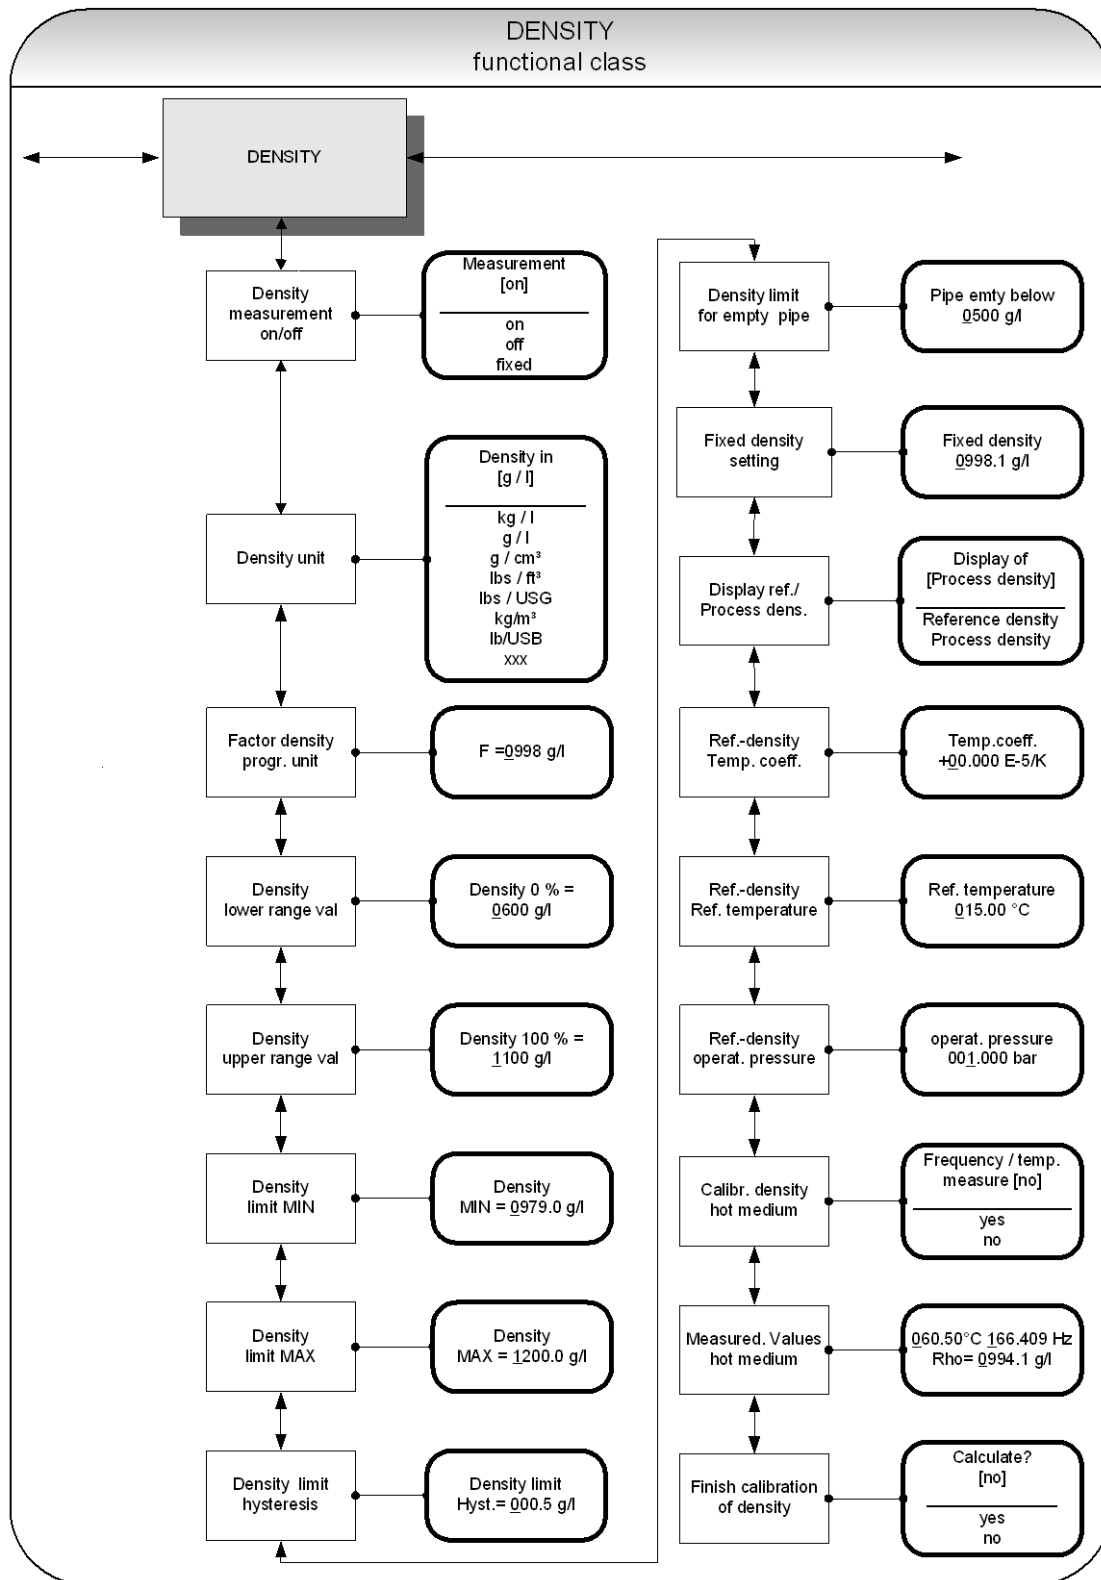 DENSITY
functional class
DENSITY
Density
measurement
on/off
Measurement
[on]
on
off
fixed
Density unit
Density in
[g / l]
kg / l
g / l
g / cm³
lbs / ft³
lbs / USG
kg/m³
lb/USB
xxx
Factor density
progr. unit
F =0998 g/l
Density
lower range val
Density 0 % =
0600 g/l
Density
upper range val
Density 100 % =
1100 g/l
Density
limit MIN
Density
MIN = 0979.0 g/l
Density
limit MAX
Density
MAX = 1200.0 g/l
Density limit
hysteresis
Density limit
Hyst.= 000.5 g/l
Density limit
for empty pipe
Pipe emty below
0500 g/l
Fixed density
setting
Fixed density
0998.1 g/l
Display ref./
Process dens.
Display of
[Process density]
Reference density
Process density
Ref.-density
Temp. coeff.
Temp.coeff.
+00.000 E-5/K
Ref.-density
Ref. temperature
Ref. temperature
015.00 °C
Ref.-density
operat. pressure
operat. pressure
001.000 bar
Calibr. density
hot medium
Frequency / temp.
measure [no]
yes
no
Measured. Values
hot medium
060.50°C 166.409 Hz
Rho= 0994.1 g/l
Finish calibration
of density
Calculate?
[no]
yes
no